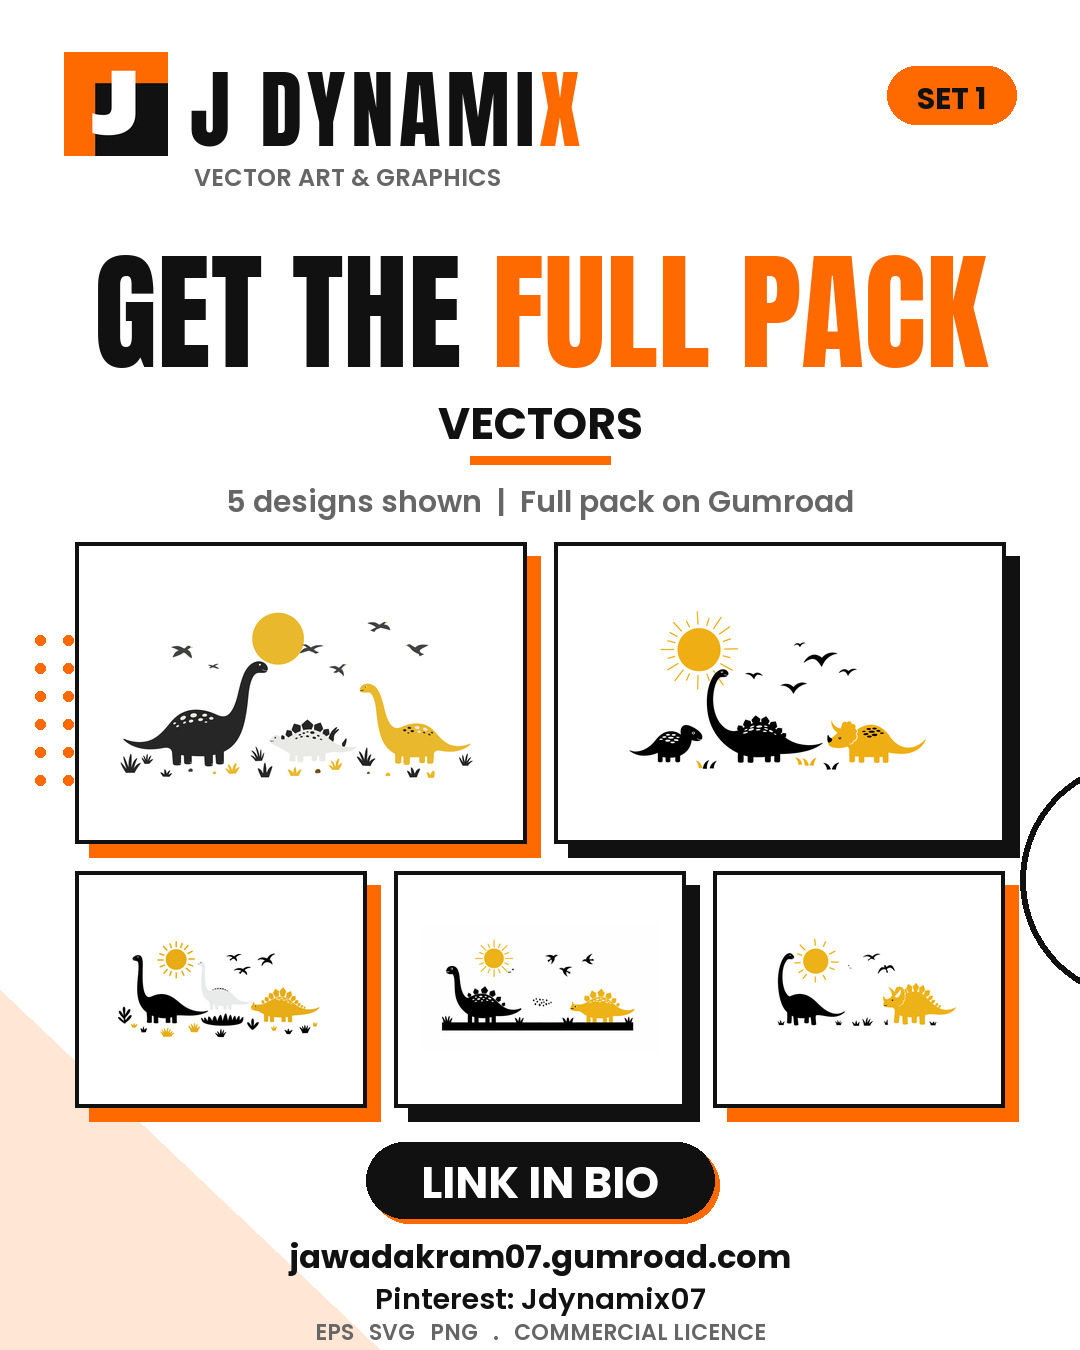 J
J DYNAMIX
VECTOR ART & GRAPHICS
SET 1
GET THE FULL PACK
VECTORS
5 designs shown | Full pack on Gumroad
LINK IN BIO
jawadakram07.gumroad.com
Pinterest: Jdynamix07
EPS SVG PNG . COMMERCIAL LICENCE